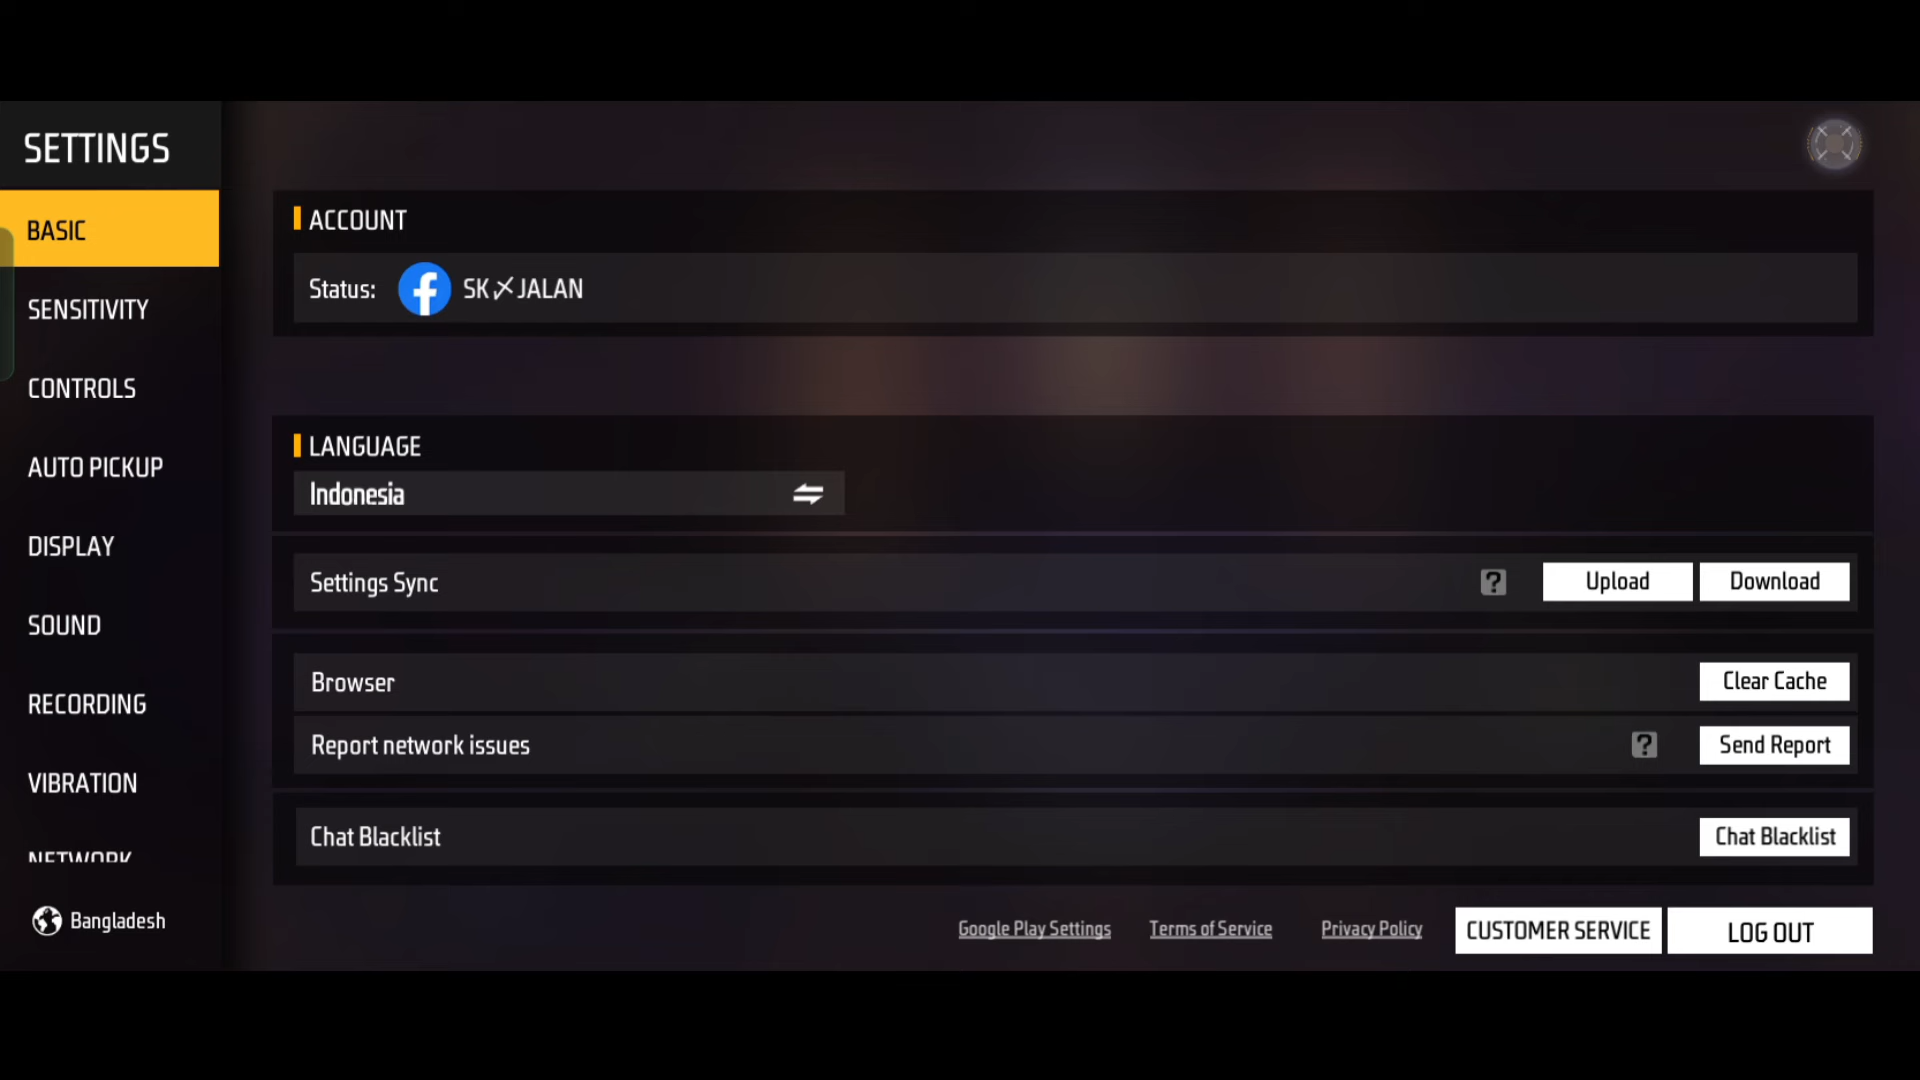 SETTINGS
BASIC
SENSITIVITY
CONTROLS
AUTO PICKUP
DISPLAY
SOUND
RECORDING
VIBRATION
NETWORK
Bangladesh
ACCOUNT
Status: SK〆JALAN
LANGUAGE
Indonesia
Settings Sync ? Upload Download
Browser Clear Cache
Report network issues ? Send Report
Chat Blacklist Chat Blacklist
Google Play Settings Terms of Service Privacy Policy CUSTOMER SERVICE LOG OUT